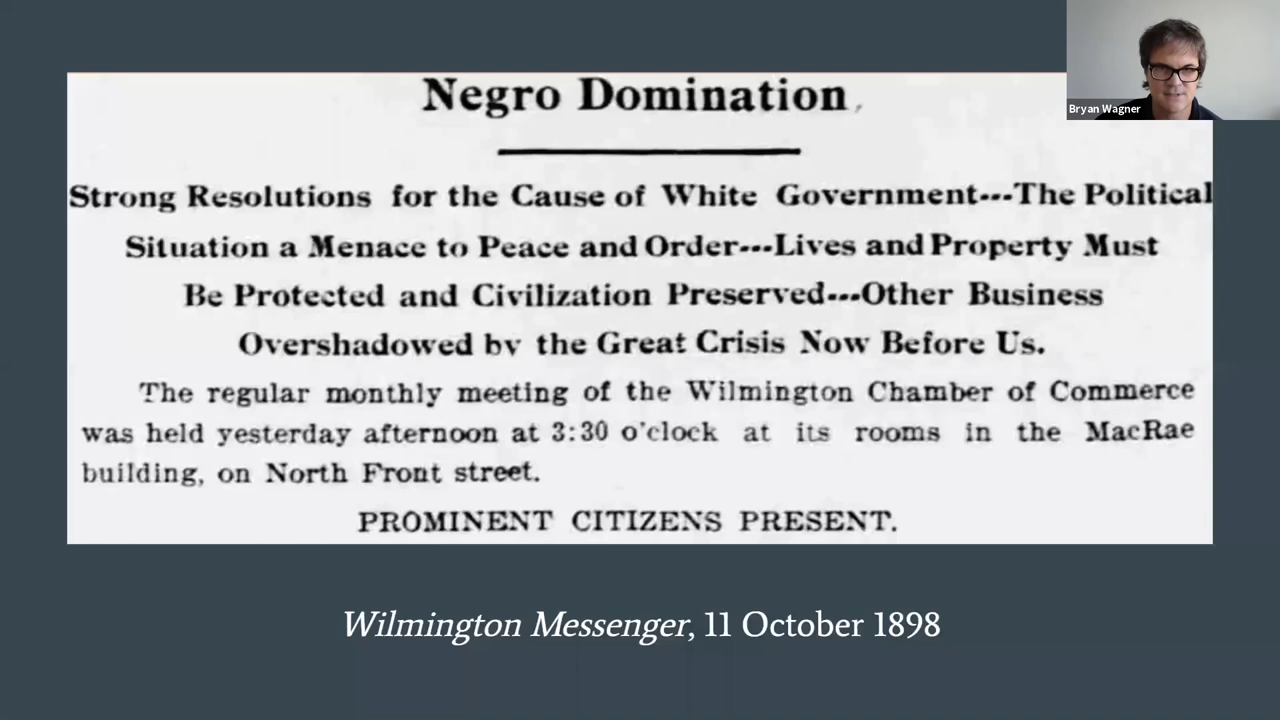 Negro Domination,
Strong Resolutions for the Cause of White Government---The Political
Situation a Menace to Peace and Order---Lives and Property Must
Be Protected and Civilization Preserved---Other Business
Overshadowed by the Great Crisis Now Before Us.
The regular monthly meeting of the Wilmington Chamber of Commerce
was held yesterday afternoon at 3:30 o'clock at its rooms in the MacRae
building, on North Front street.
PROMINENT CITIZENS PRESENT.
Wilmington Messenger, 11 October 1898
Bryan Wagner